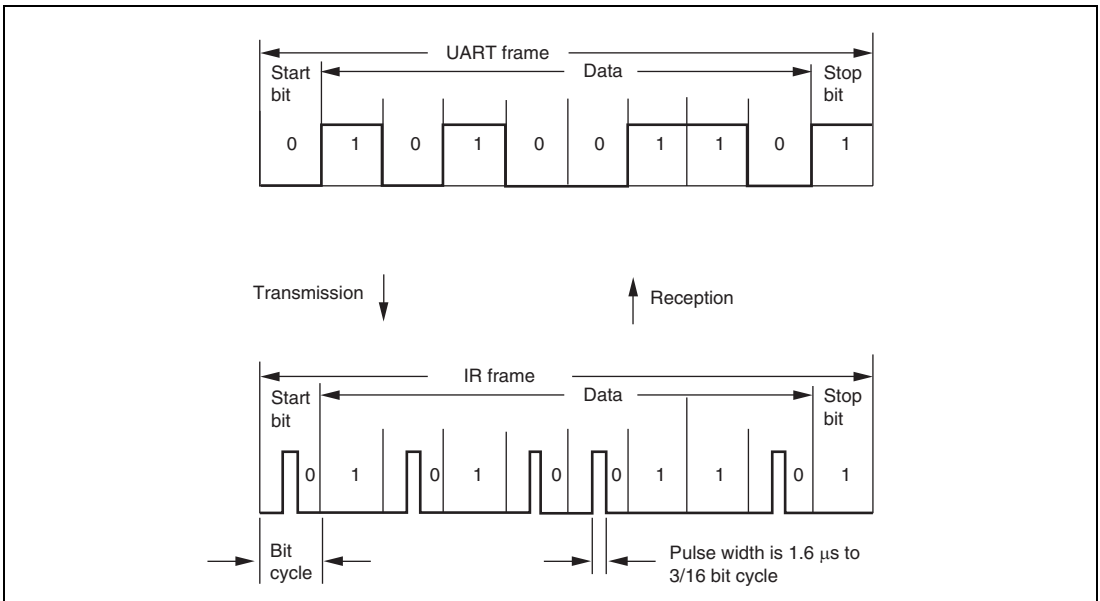 UART frame
Start
bit
Data
Stop
bit
0 1 0 1 0 0 1 1 0 1
Transmission
Reception
IR frame
Start
bit
Data
Stop
bit
0 1 0 1 0 0 1 1 0 1
Bit
cycle
Pulse width is 1.6 μs to
3/16 bit cycle